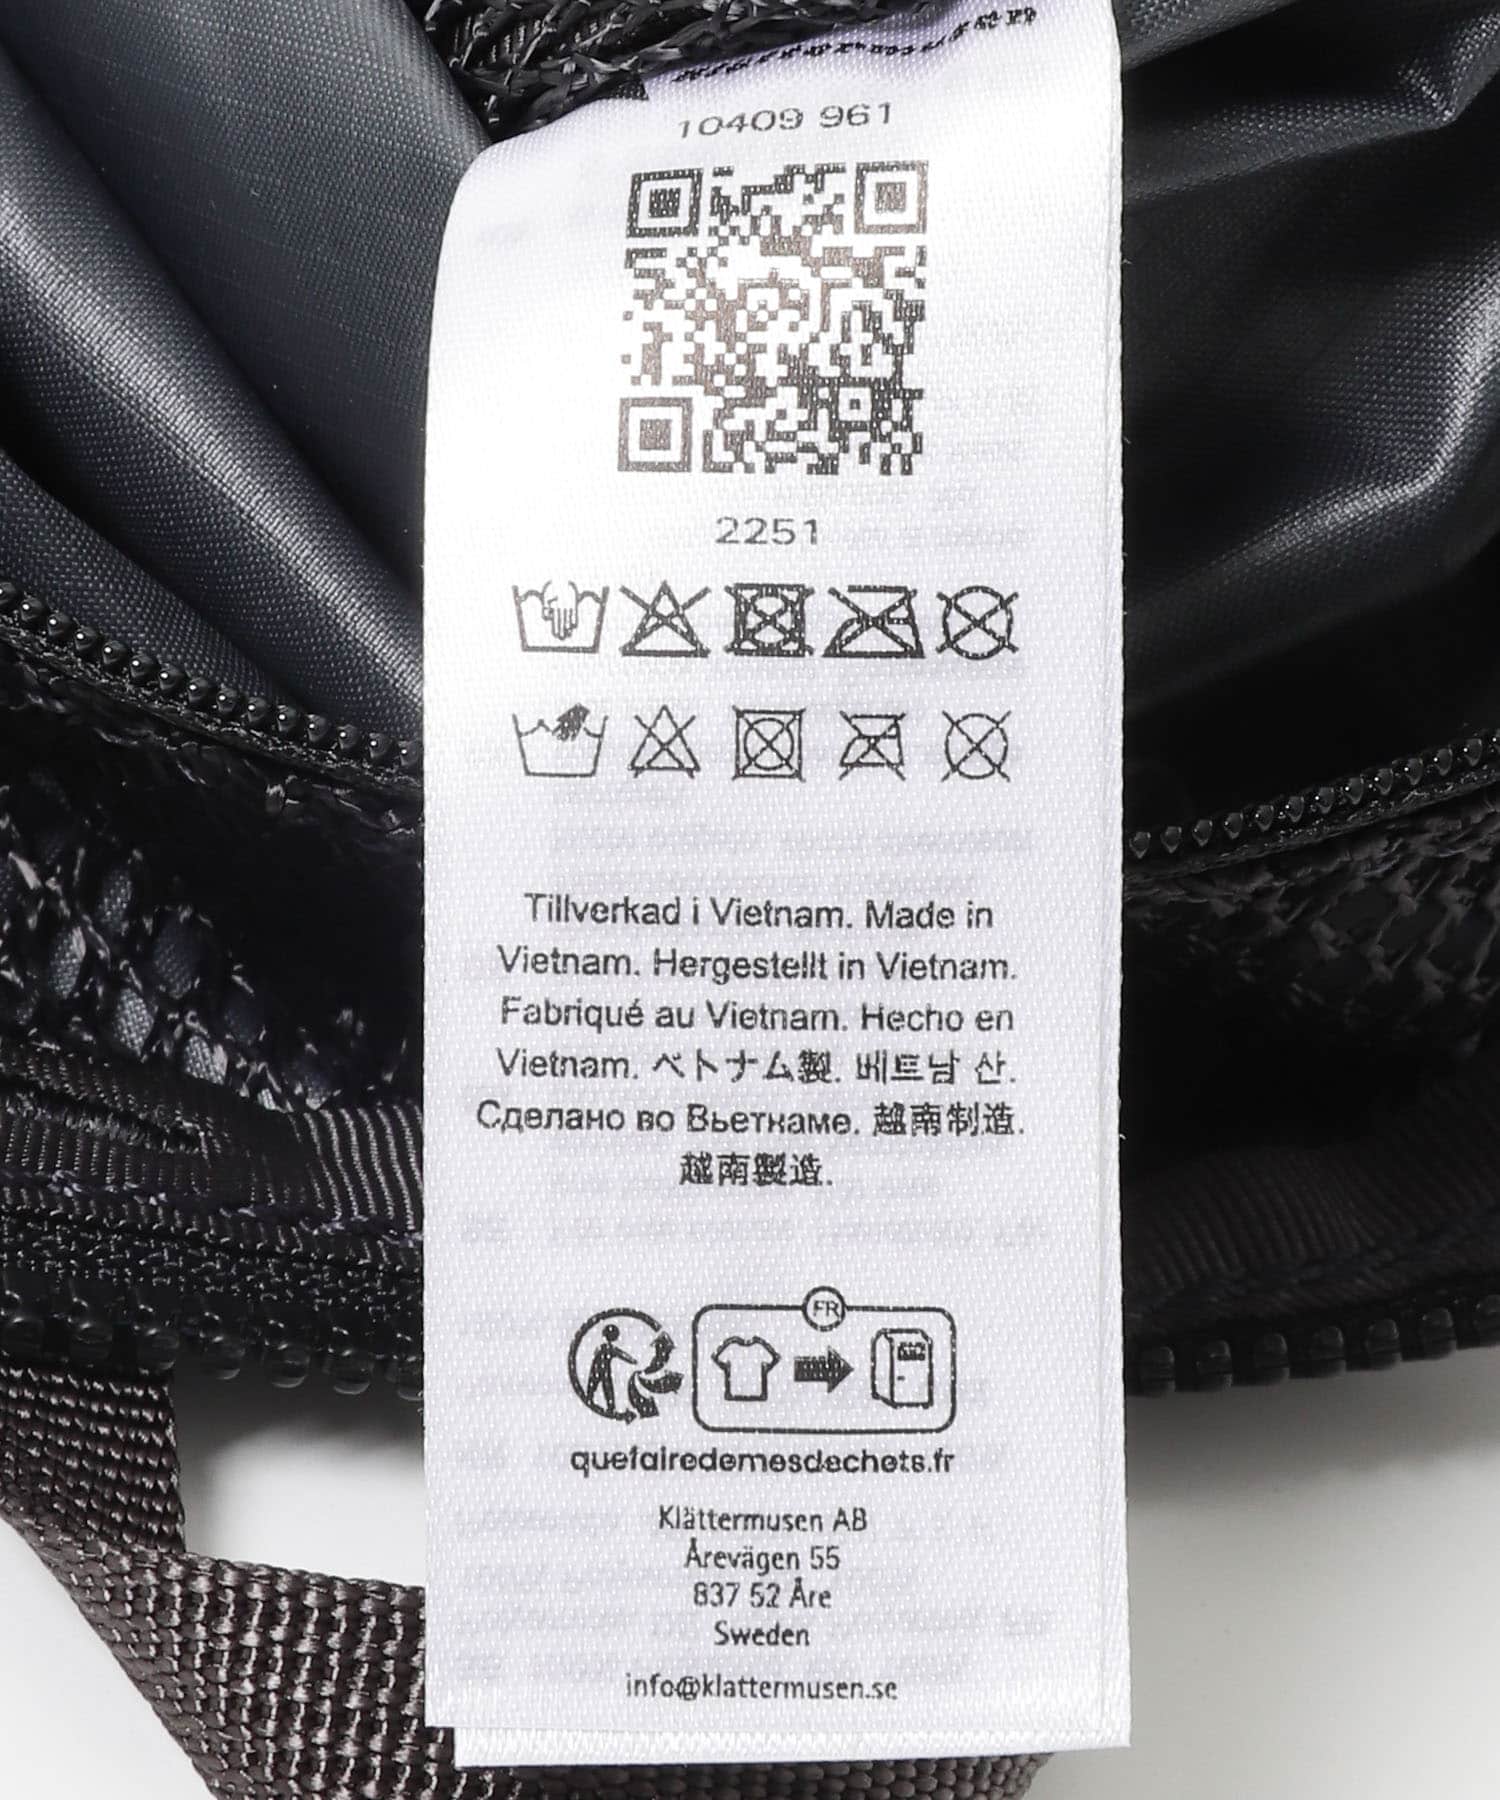 10409 961
2251
Tillverkad i Vietnam. Made in
Vietnam. Hergestellt in Vietnam.
Fabriqué au Vietnam. Hecho en
Vietnam. ベトナム製. 베트남 산.
Сделано во Вьетнаме. 越南制造.
越南製造.
FR
quefairedemesdechets.fr
Klättermusen AB
Årevägen 55
837 52 Åre
Sweden
info@klattermusen.se